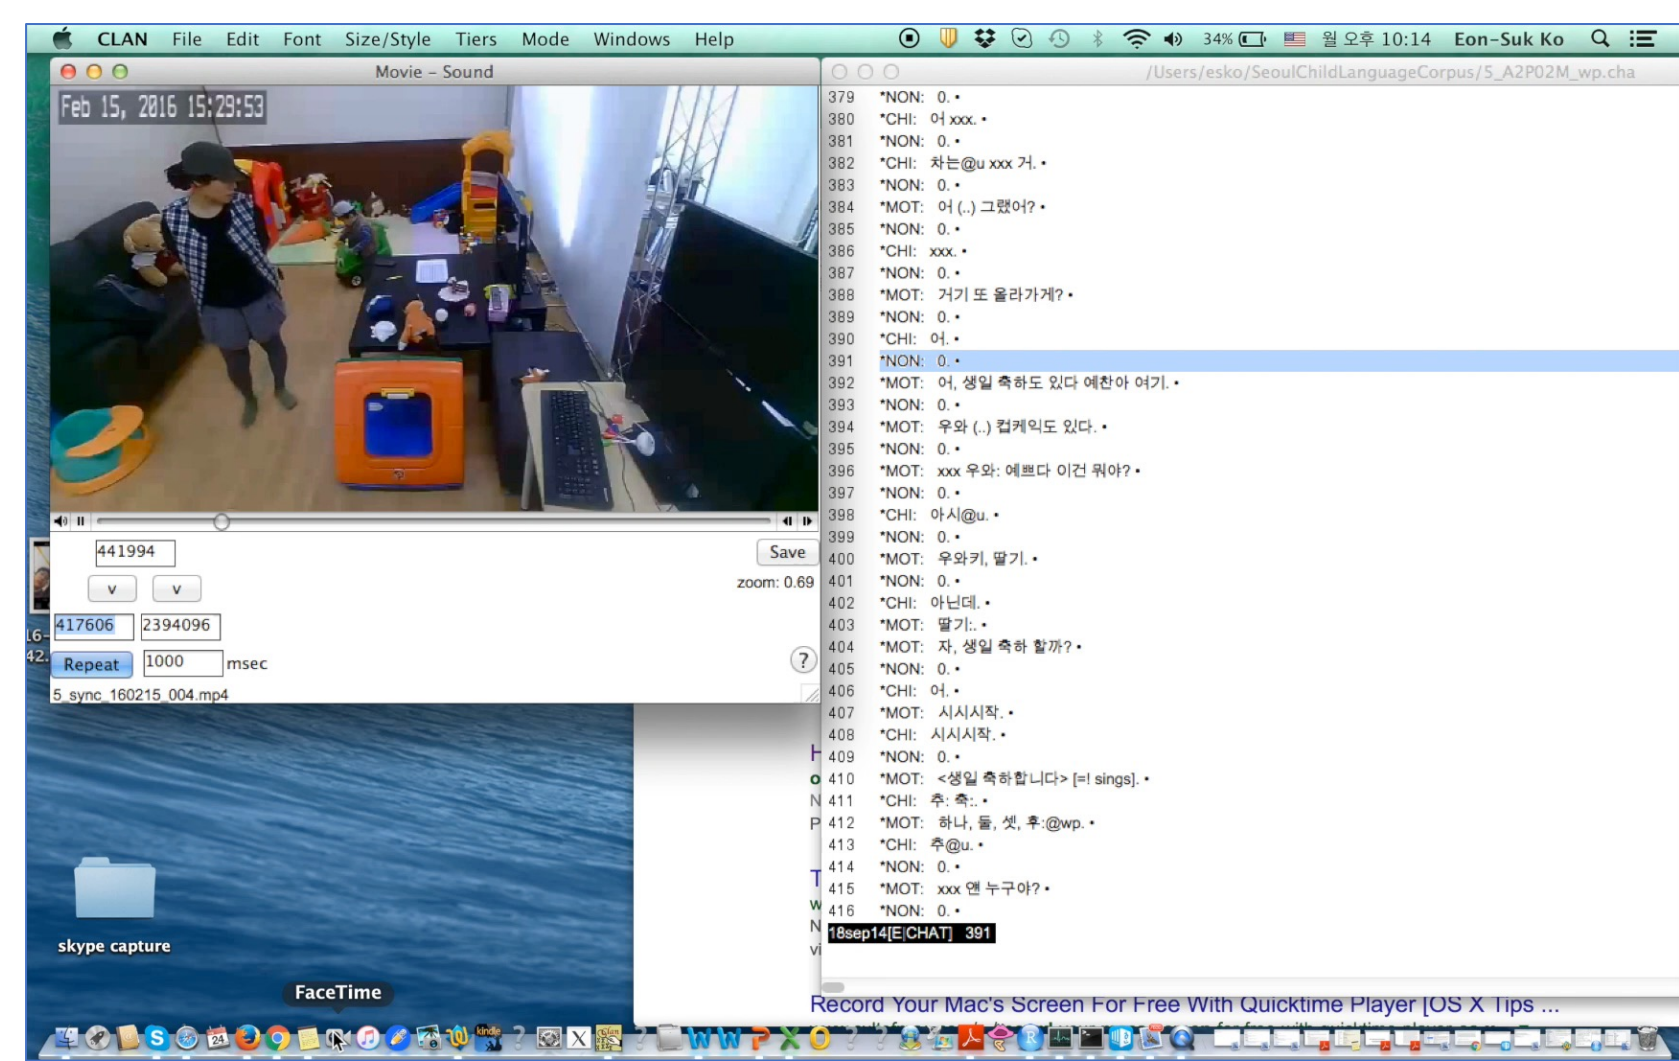 CLAN File Edit Font Size/Style Tiers Mode Windows Help 34% 월 오후 10:14 Eon-Suk Ko
Movie - Sound
Feb 15, 2016 15:29:53
441994
Save
v v
zoom: 0.69
417606 2394096
Repeat 1000 msec ?
5_sync_160215_004.mp4
/Users/esko/SeoulChildLanguageCorpus/5_A2P02M_wp.cha
379 *NON: 0. •
380 *CHI: 어 xxx. •
381 *NON: 0. •
382 *CHI: 차는@u xxx 거. •
383 *NON: 0. •
384 *MOT: 어 (..) 그랬어? •
385 *NON: 0. •
386 *CHI: xxx. •
387 *NON: 0. •
388 *MOT: 거기 또 올라가게? •
389 *NON: 0. •
390 *CHI: 어. •
391 *NON: 0. •
392 *MOT: 어, 생일 축하도 있다 예찬아 여기. •
393 *NON: 0. •
394 *MOT: 우와 (..) 컵케익도 있다. •
395 *NON: 0. •
396 *MOT: xxx 우와: 예쁘다 이건 뭐야? •
397 *NON: 0. •
398 *CHI: 아시@u. •
399 *NON: 0. •
400 *MOT: 우와키, 딸기. •
401 *NON: 0. •
402 *CHI: 아닌데. •
403 *MOT: 딸기:. •
404 *MOT: 자, 생일 축하 할까? •
405 *NON: 0. •
406 *CHI: 어. •
407 *MOT: 시시시작. •
408 *CHI: 시시시작. •
409 *NON: 0. •
410 *MOT: <생일 축하합니다> [=! sings]. •
411 *CHI: 추: 축:. •
412 *MOT: 하나, 둘, 셋, 후:@wp. •
413 *CHI: 추@u. •
414 *NON: 0. •
415 *MOT: xxx 앤 누구야? •
416 *NON: 0. •
18sep14[E|CHAT] 391
skype capture
FaceTime
Record Your Mac's Screen For Free With Quicktime Player [OS X Tips ...